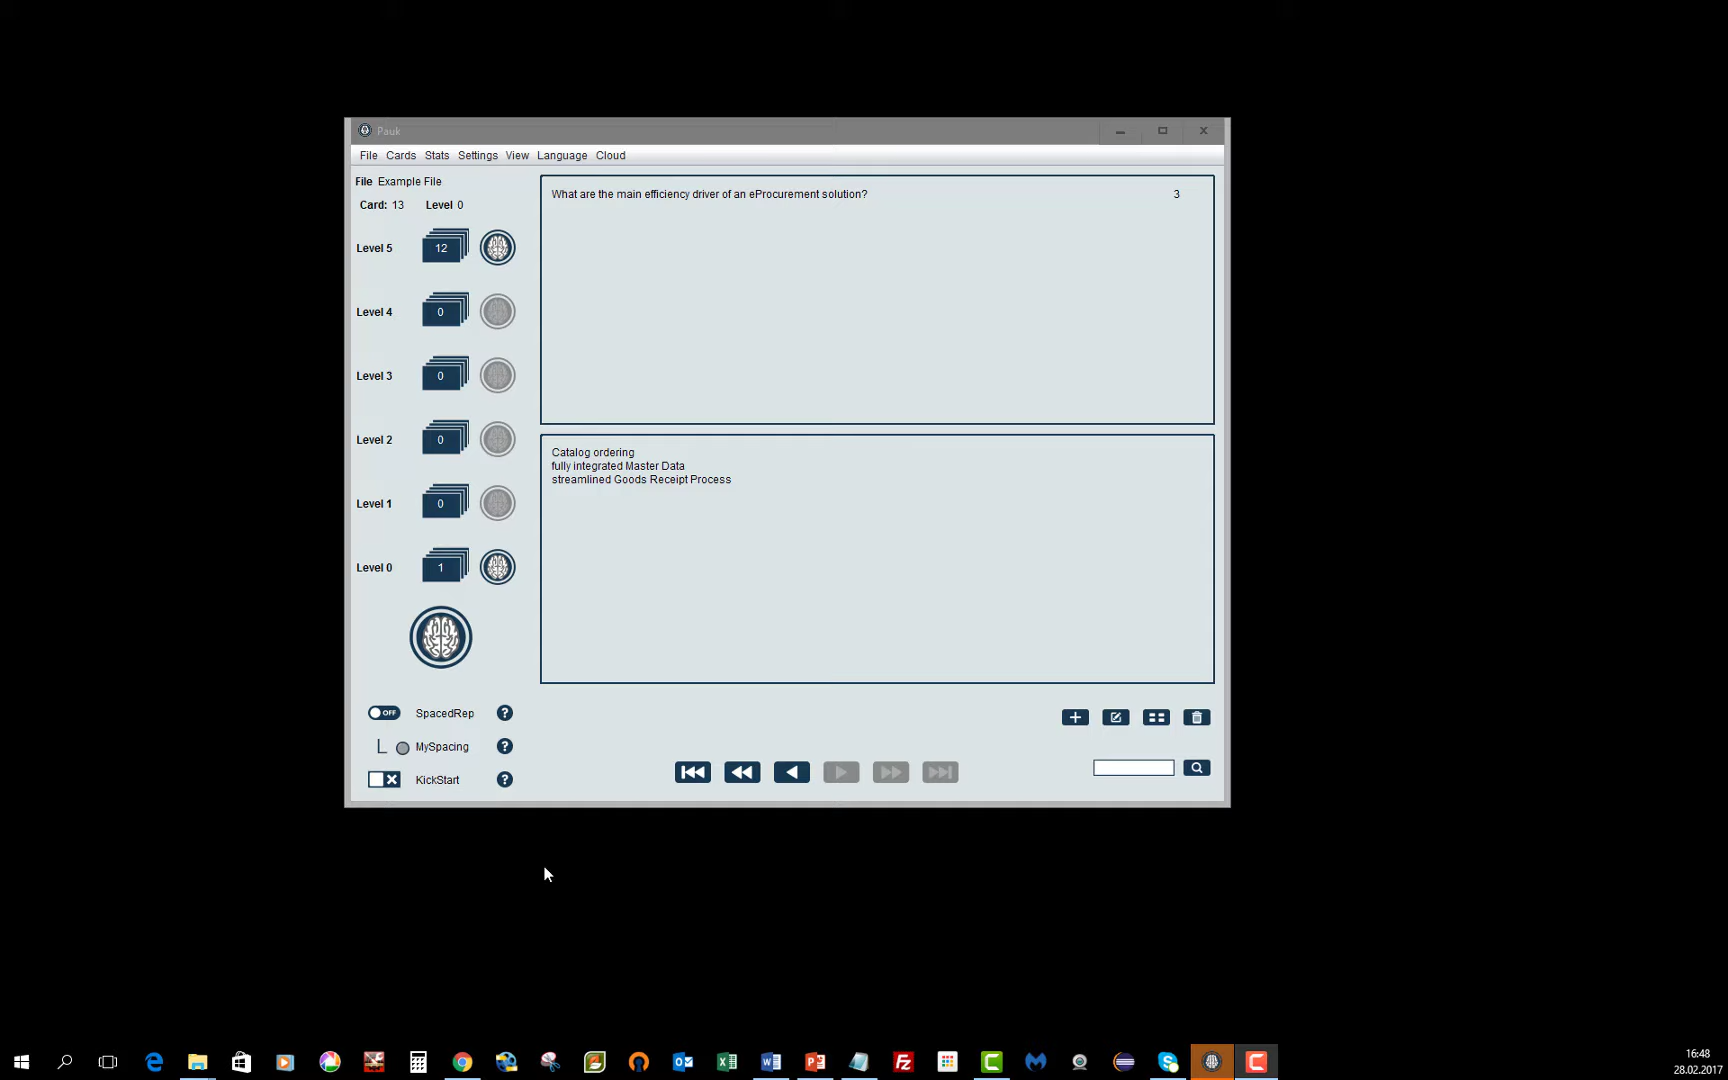 Pauk
File Cards Stats Settings View Language Cloud
File Example File
Card: 13 Level 0
Level 5 12
Level 4 0
Level 3 0
Level 2 0
Level 1 0
Level 0 1
What are the main efficiency driver of an eProcurement solution? 3
Catalog ordering
fully integrated Master Data
streamlined Goods Receipt Process
OFF SpacedRep ?
MySpacing ?
KickStart ?
16:48
28.02.2017